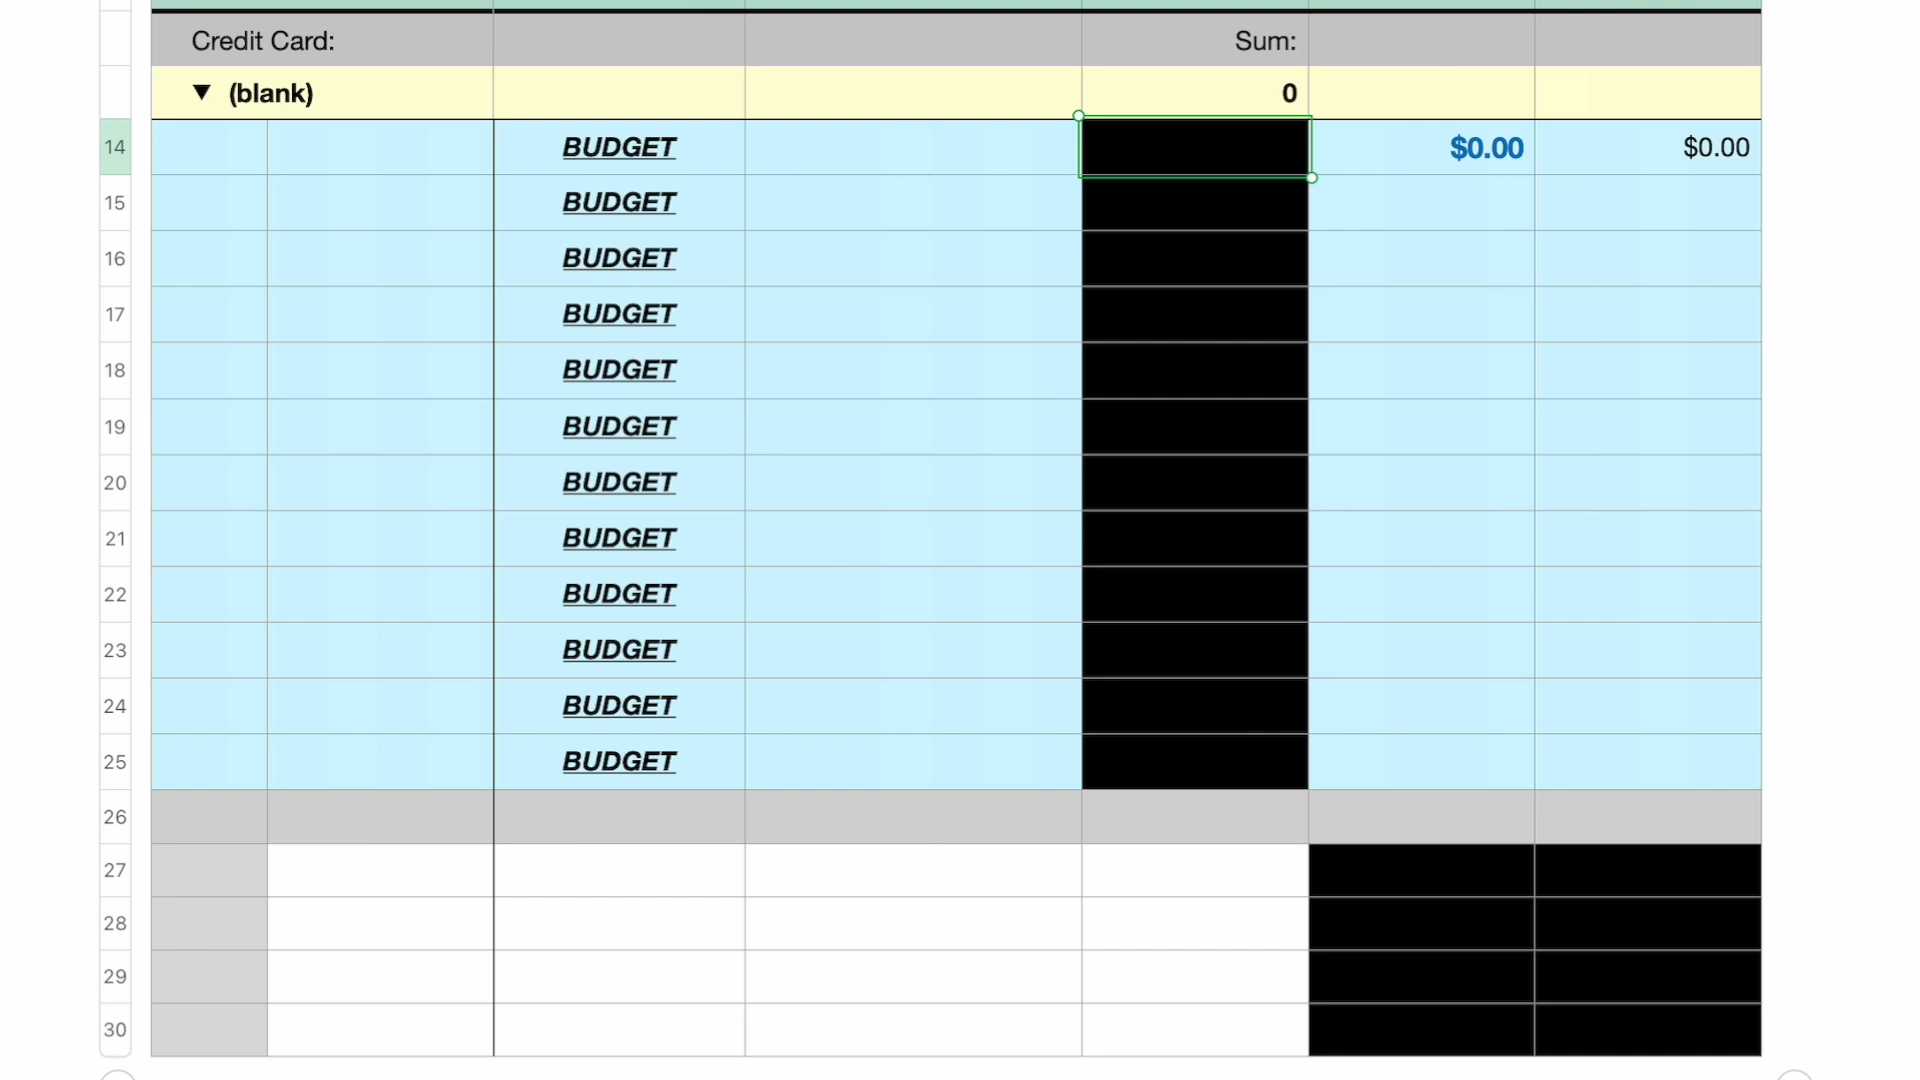 Credit Card: Sum:
▼ (blank) 0
14 BUDGET $0.00 $0.00
15 BUDGET
16 BUDGET
17 BUDGET
18 BUDGET
19 BUDGET
20 BUDGET
21 BUDGET
22 BUDGET
23 BUDGET
24 BUDGET
25 BUDGET
26
27
28
29
30